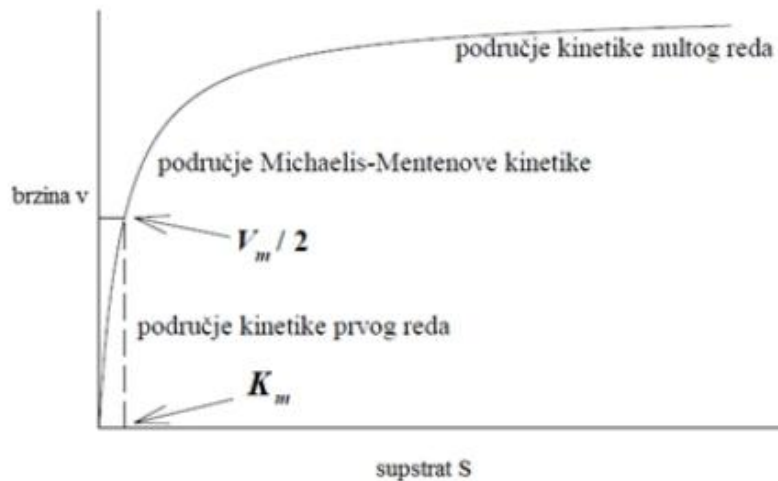 područje kinetike nultog reda
područje Michaelis-Mentenove kinetike
brzina v
V_m / 2
područje kinetike prvog reda
K_m
supstrat S